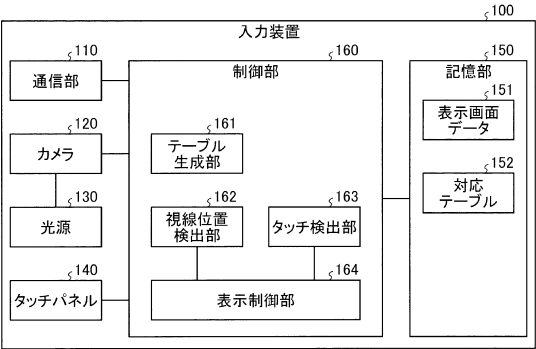 100
入力装置
110
通信部
120
カメラ
130
光源
140
タッチパネル
160
制御部
161
テーブル
生成部
162
視線位置
検出部
163
タッチ検出部
164
表示制御部
150
記憶部
151
表示画面
データ
152
対応
テーブル